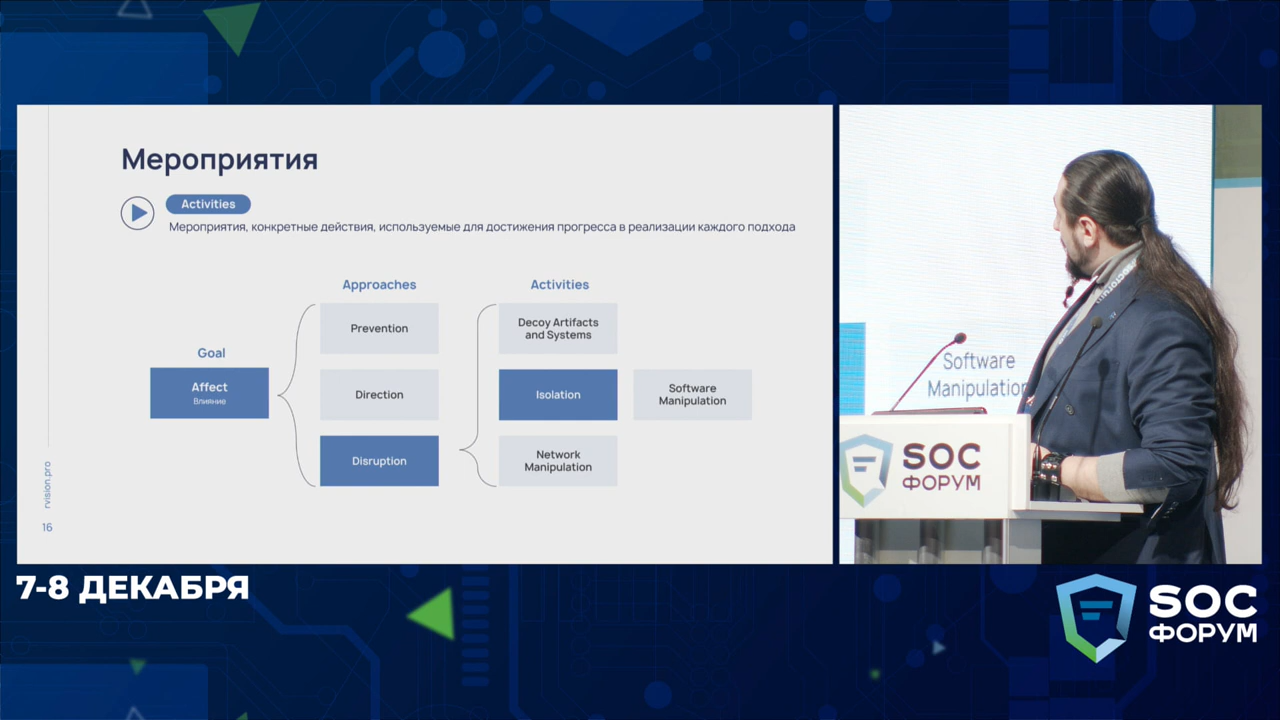 Мероприятия
Activities
Мероприятия, конкретные действия, используемые для достижения прогресса в реализации каждого подхода
Approaches
Activities
Goal
Affect
Влияние
Prevention
Direction
Disruption
Decoy Artifacts
and Systems
Isolation
Software
Manipulation
Network
Manipulation
rvision.pro
16
Software
Manipulation
SOC
ФОРУМ
7-8 ДЕКАБРЯ
SOC
ФОРУМ